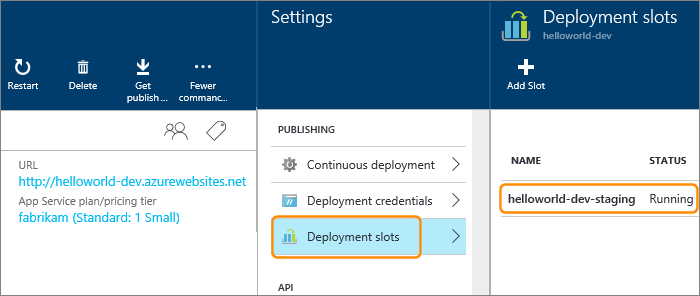 Restart
Delete
Get
publish ...
Fewer
commanc...
URL
http://helloworld-dev.azurewebsites.net
App Service plan/pricing tier
fabrikam (Standard: 1 Small)
Settings
PUBLISHING
Continuous deployment
Deployment credentials
Deployment slots
API
Deployment slots
helloworld-dev
Add Slot
NAME STATUS
helloworld-dev-staging Running